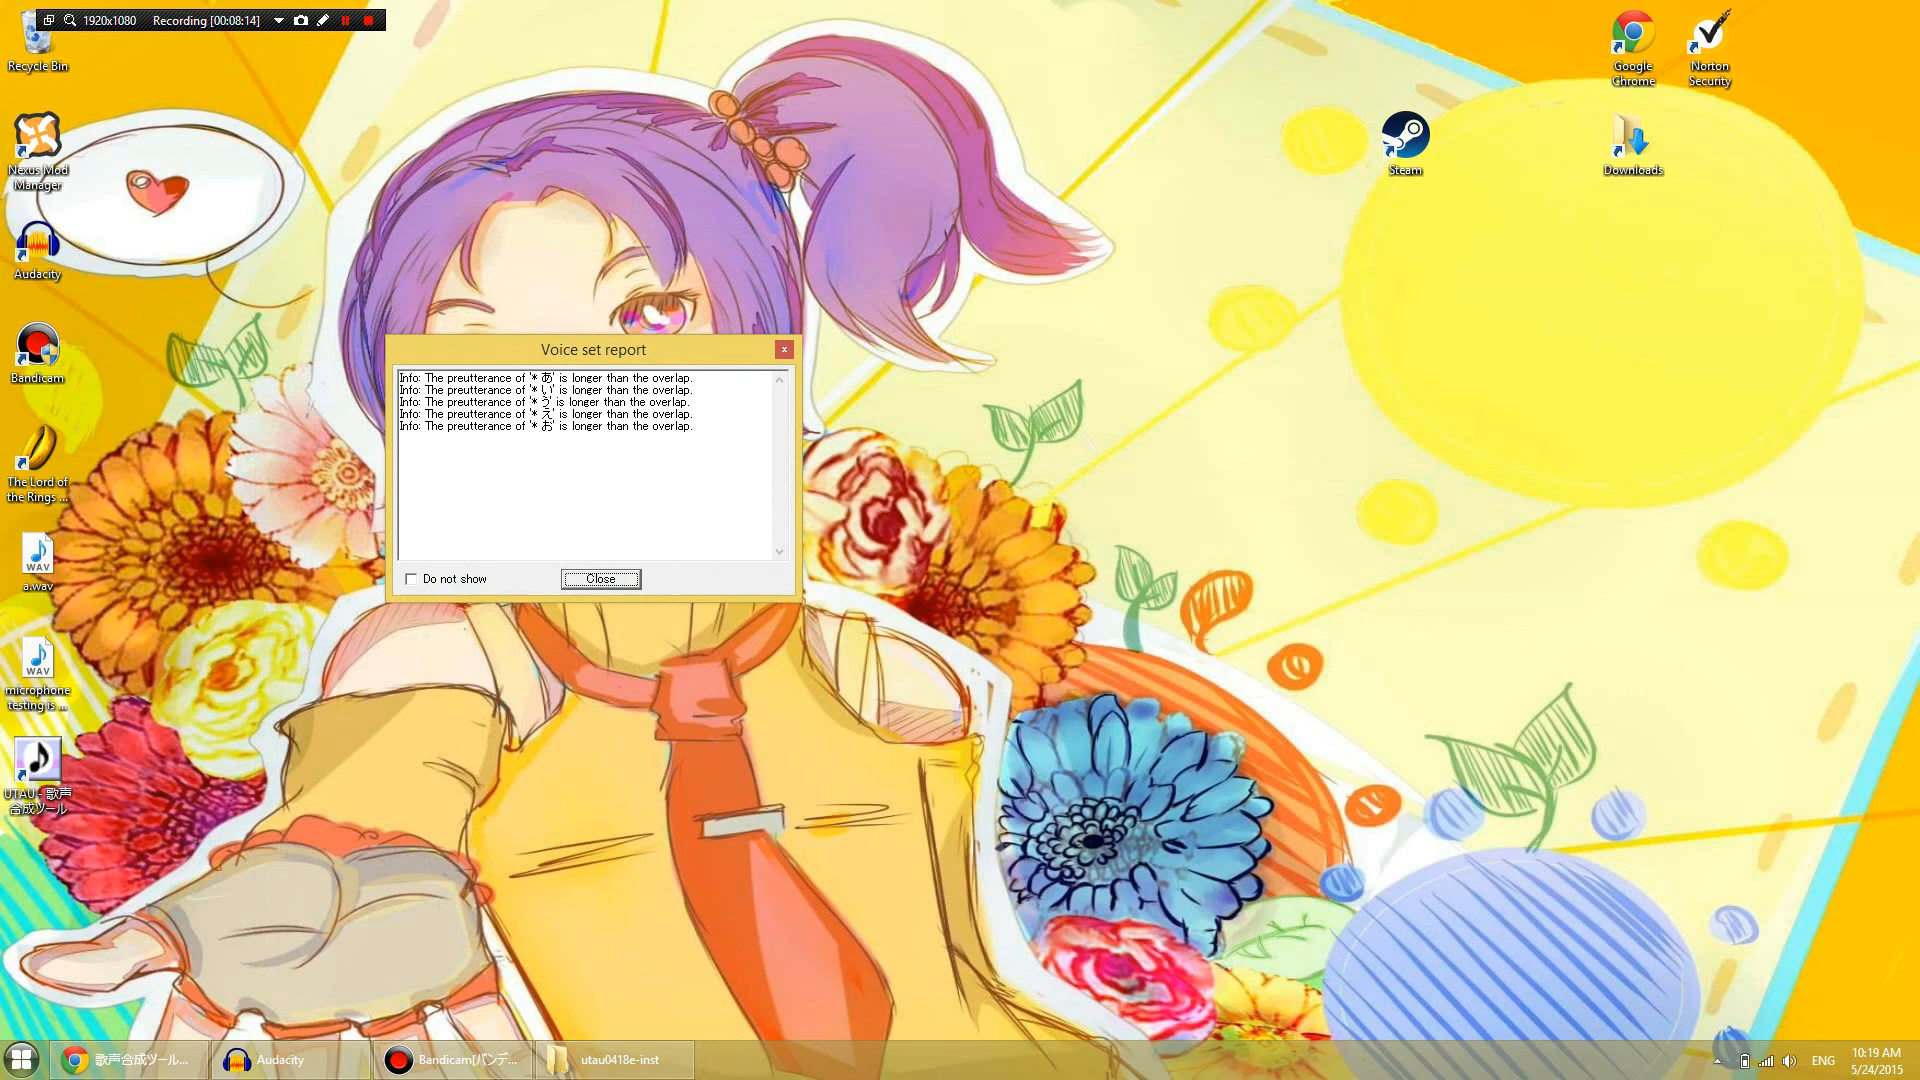 1920x1080 Recording [00:08:14]
Recycle Bin
Nexus Mod
Manager
Audacity
Bandicam
The Lord of
the Rings ...
WAV
a.wav
WAV
microphone
testing is ...
UTAU - 歌声
合成ツール
Google
Chrome
Norton
Security
Steam
Downloads
Voice set report
Info: The preutterance of '* あ' is longer than the overlap.
Info: The preutterance of '* い' is longer than the overlap.
Info: The preutterance of '* う' is longer than the overlap.
Info: The preutterance of '* え' is longer than the overlap.
Info: The preutterance of '* お' is longer than the overlap.
Do not show
Close
歌声合成ツール...
Audacity
Bandicam[バンデ...
utau0418e-inst
ENG
10:19 AM
5/24/2015